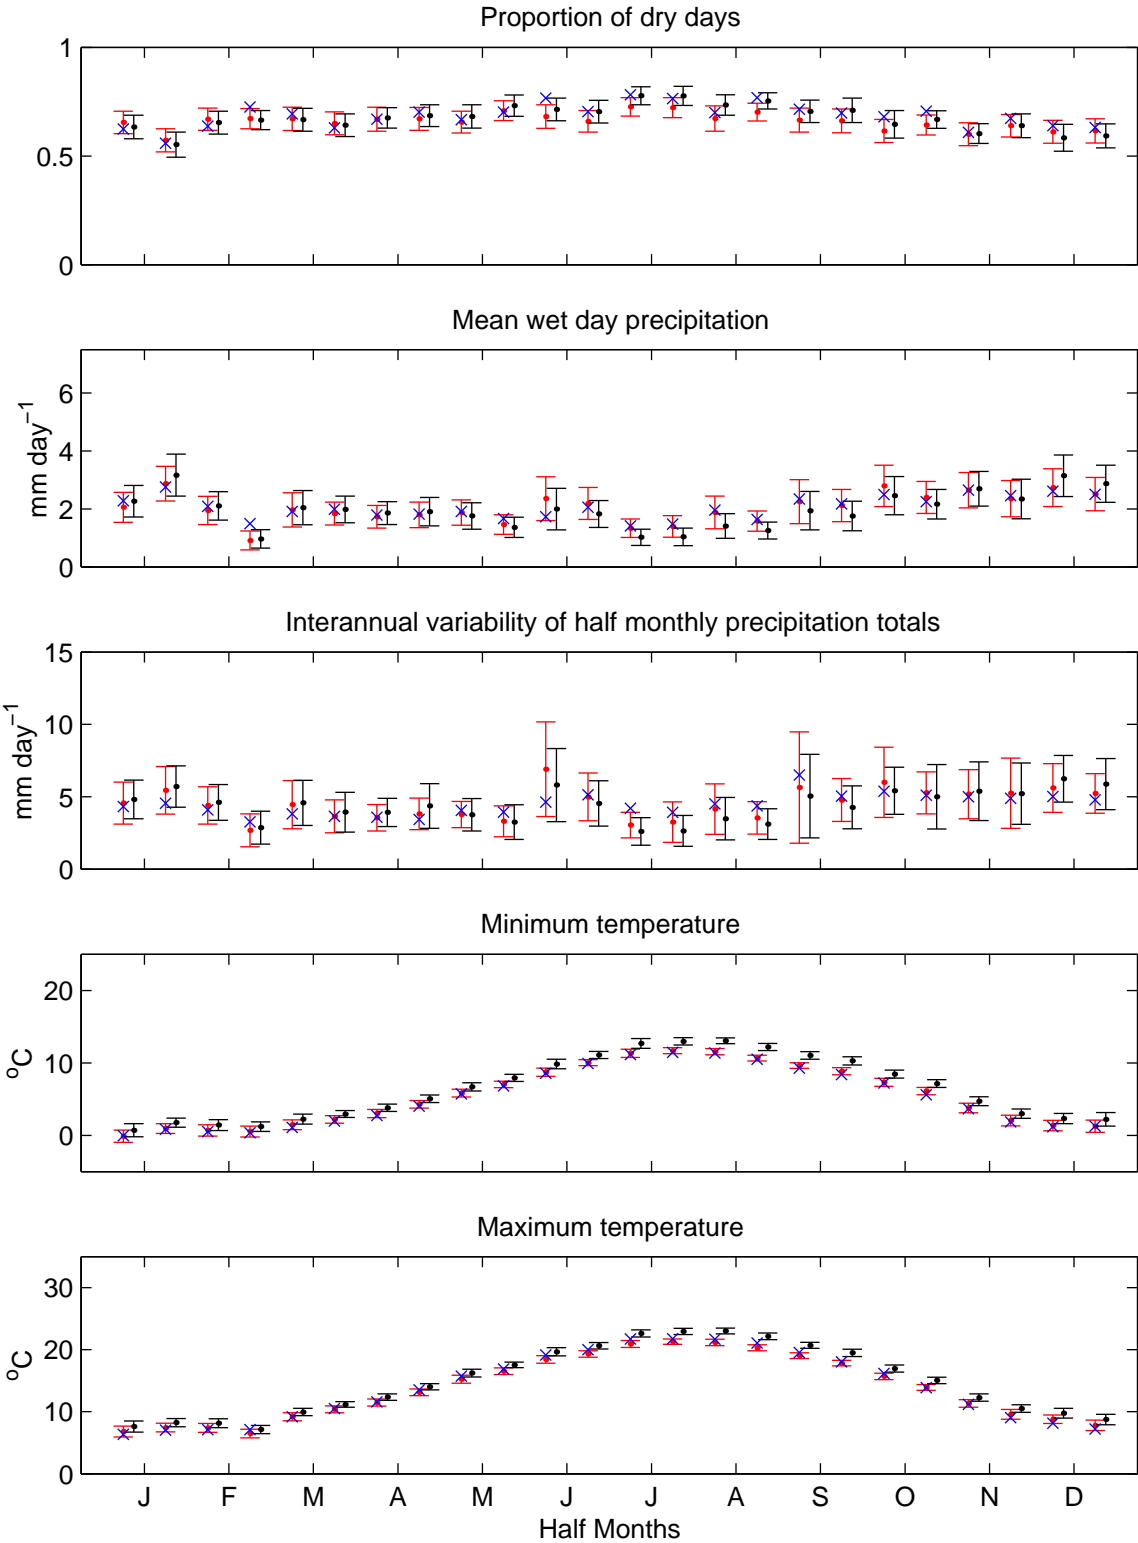 Proportion of dry days
1
0.5
0
Mean wet day precipitation
6
4
2
0
mm day−1
Interannual variability of half monthly precipitation totals
15
10
5
0
mm day−1
Minimum temperature
20
10
0
oC
Maximum temperature
30
20
10
0
oC
J F M A M J J A S O N D
Half Months